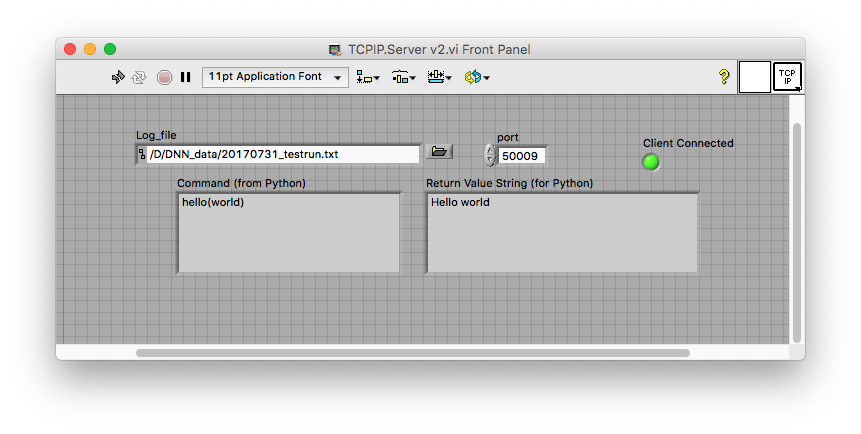 TCPIP.Server v2.vi Front Panel
11pt Application Font
?
TCP
IP
Log_file
/D/DNN_data/20170731_testrun.txt
port
50009
Client Connected
Command (from Python)
hello(world)
Return Value String (for Python)
Hello world